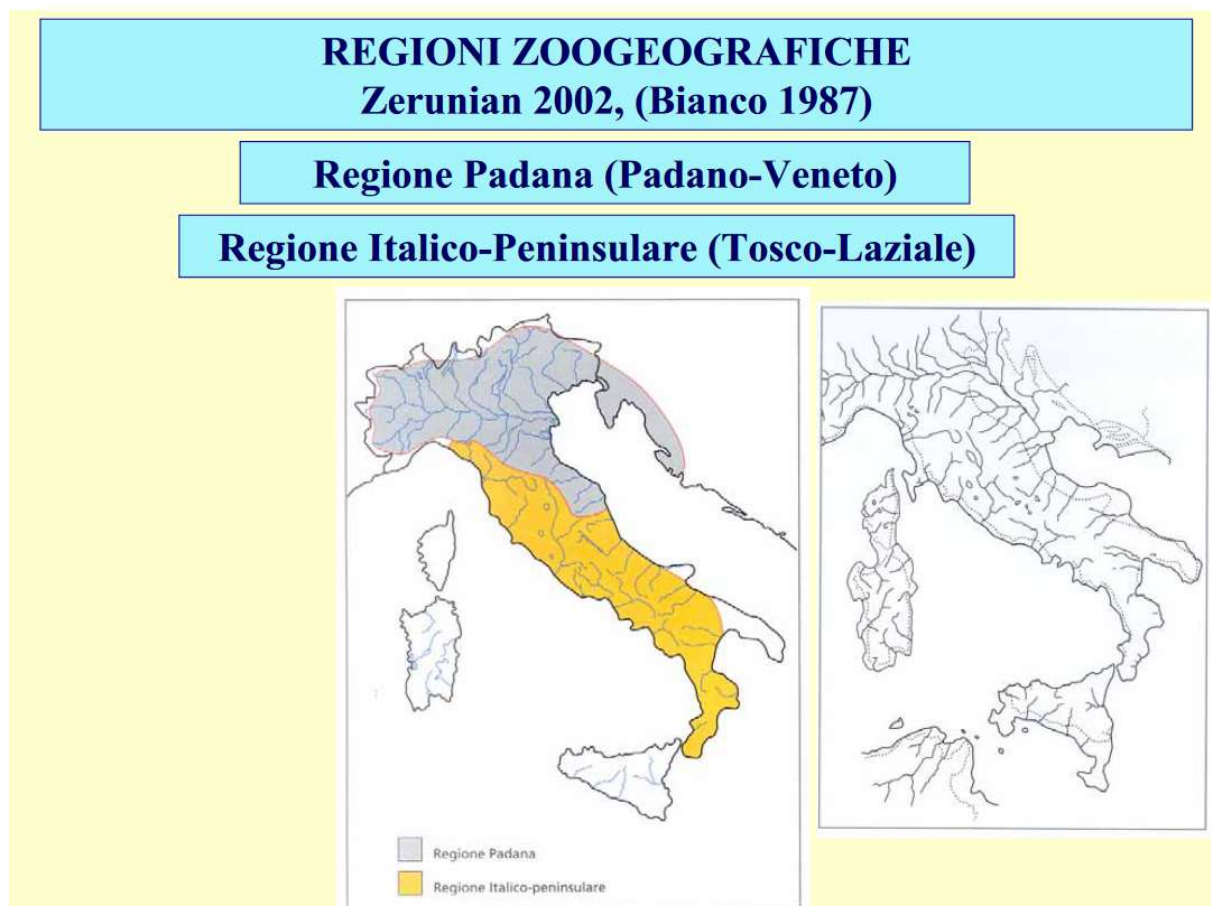 REGIONI ZOOGEOGRAFICHE
Zerunian 2002, (Bianco 1987)
Regione Padana (Padano-Veneto)
Regione Italico-Peninsulare (Tosco-Laziale)
Regione Padana
Regione Italico-peninsulare